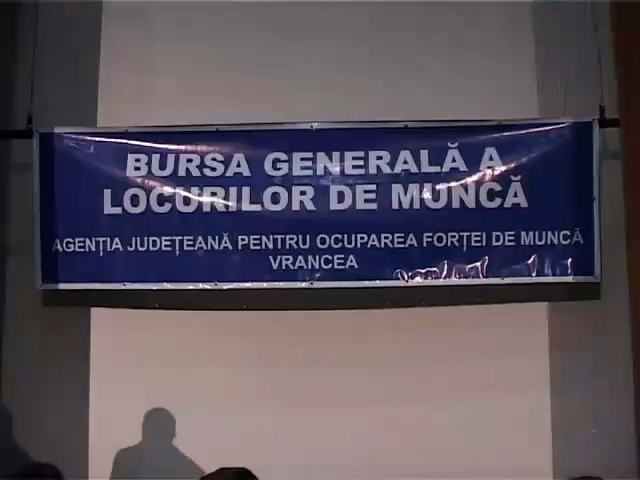 BURSA GENERALĂ A
LOCURILOR DE MUNCĂ
AGENȚIA JUDEȚEANĂ PENTRU OCUPAREA FORȚEI DE MUNCĂ
VRANCEA